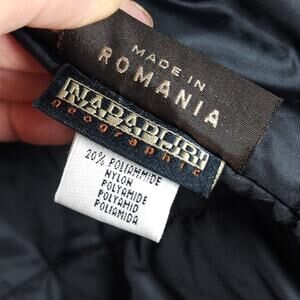 MADE IN
ROMANIA
NAPAPIJRI
geographic
20% POLIAMMIDE
NYLON
POLYAMIDE
POLYAMID
POLIAMIDA